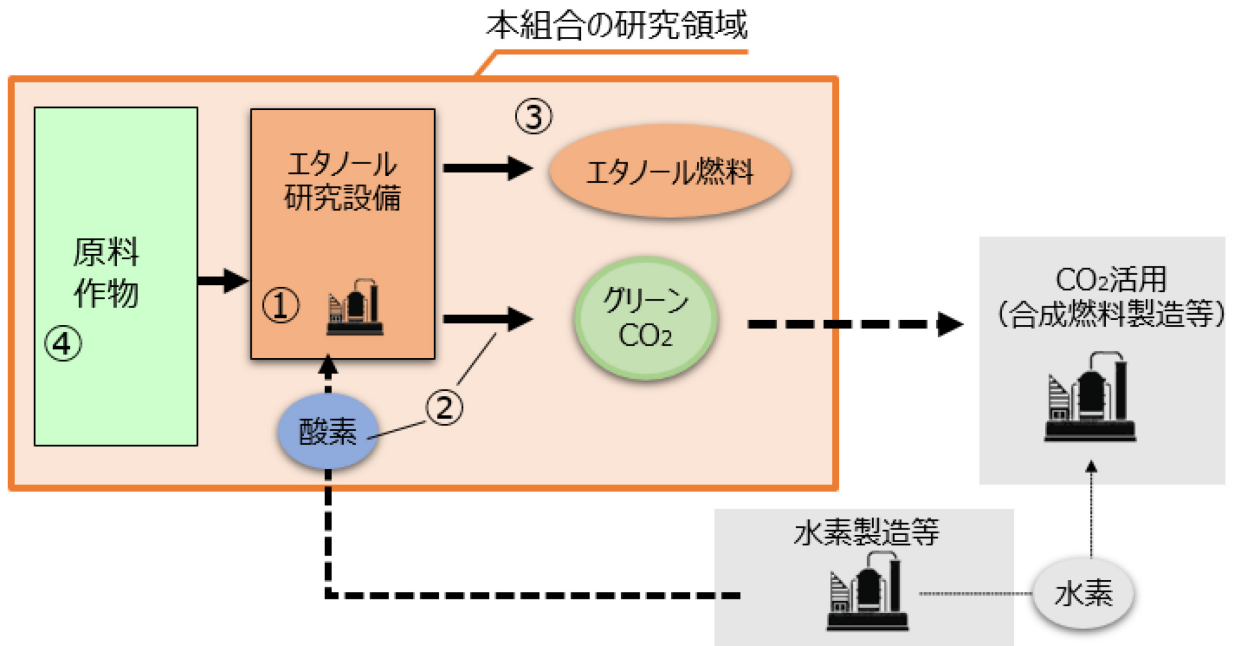 本組合の研究領域
③
エタノール
研究設備
エタノール燃料
原料
作物
①
グリーン
CO₂
CO₂活用
（合成燃料製造等）
④
②
酸素
水素製造等
水素